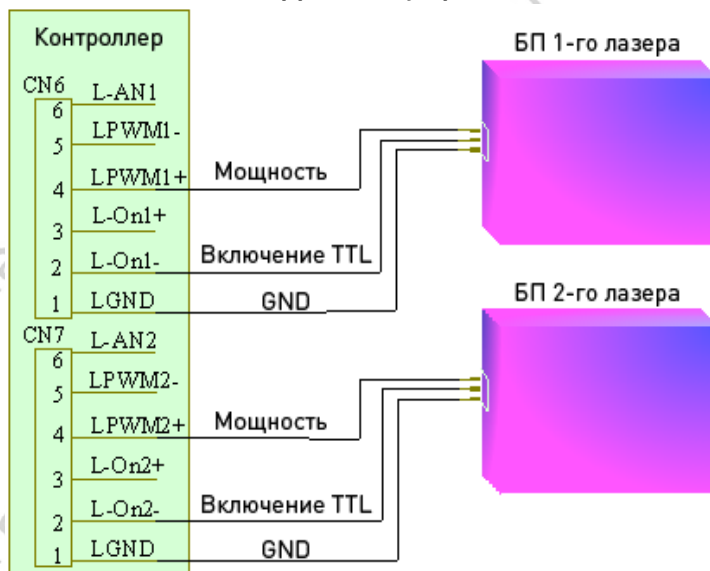 Контроллер
БП 1-го лазера
CN6
6 L-AN1
5 LPWM1-
4 LPWM1+ Мощность
3 L-On1+
2 L-On1- Включение TTL
1 LGND GND
БП 2-го лазера
CN7
6 L-AN2
5 LPWM2-
4 LPWM2+ Мощность
3 L-On2+
2 L-On2- Включение TTL
1 LGND GND